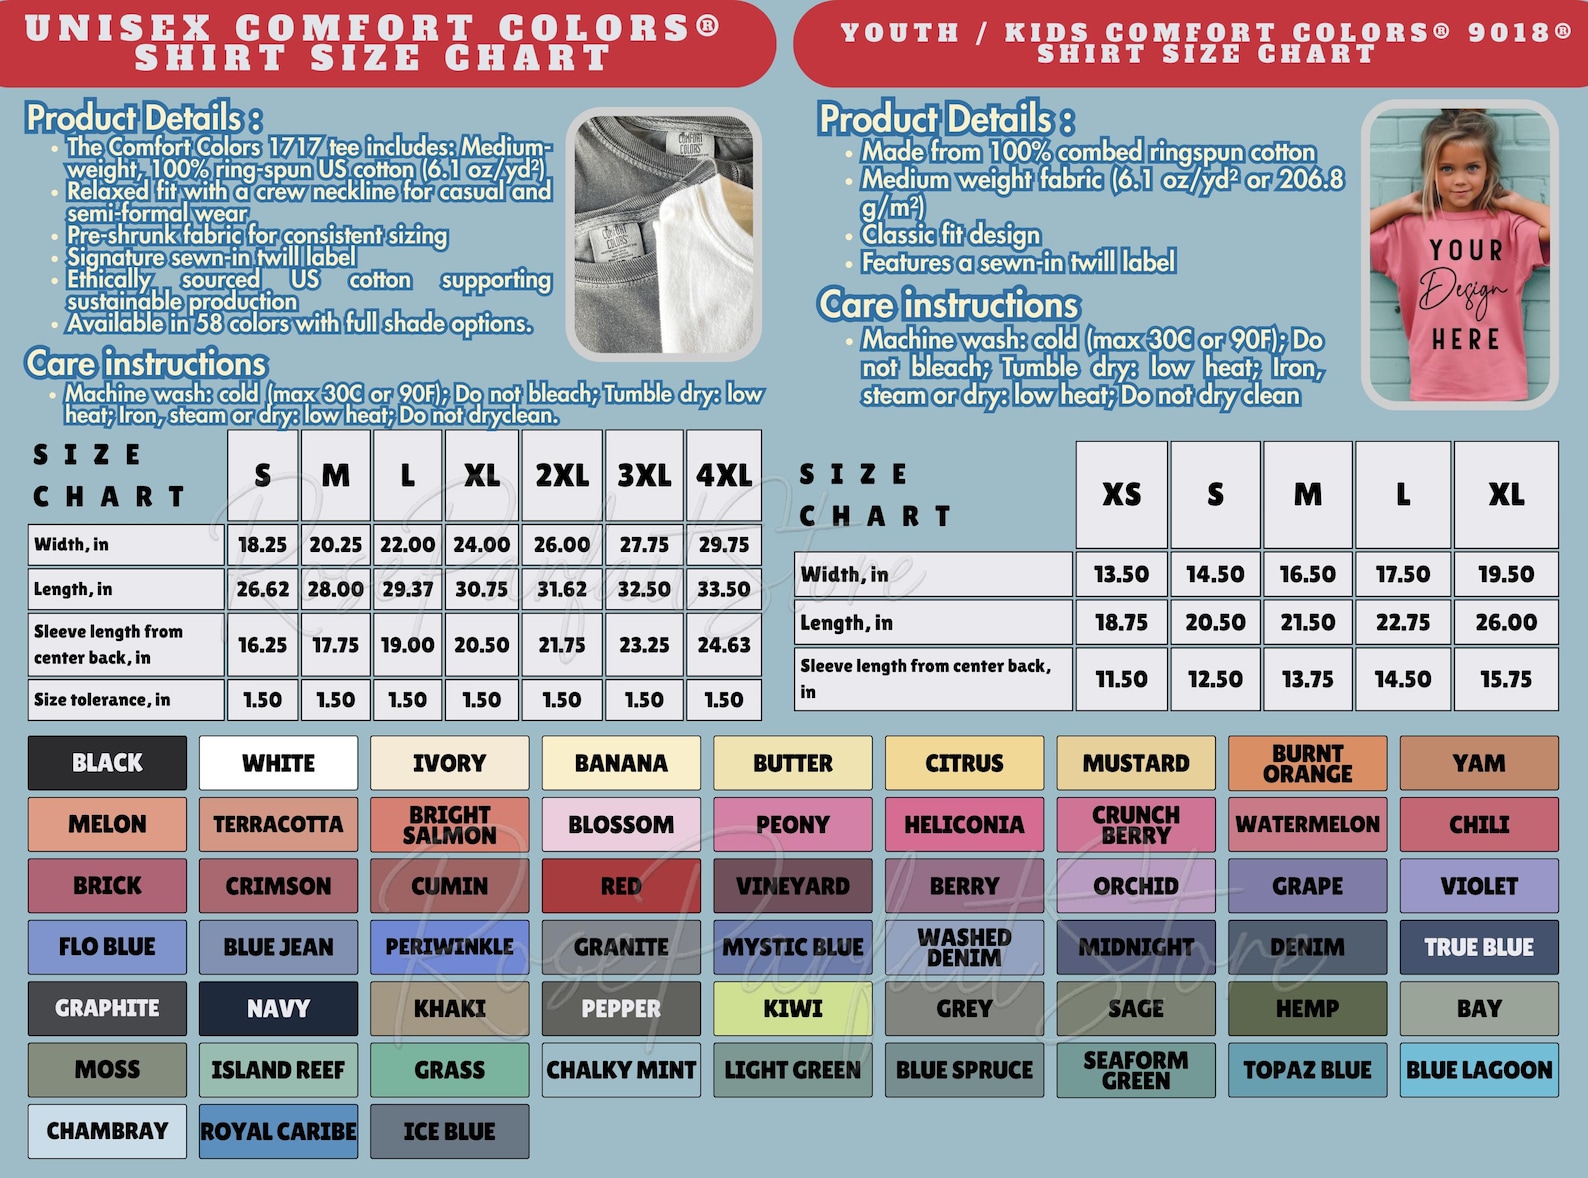 UNISEX COMFORT COLORS®
SHIRT SIZE CHART
Product Details :
• The Comfort Colors 1717 tee includes: Medium-
weight, 100% ring-spun US cotton (6.1 oz/yd²)
• Relaxed fit with a crew neckline for casual and
semi-formal wear
• Pre-shrunk fabric for consistent sizing
• Signature sewn-in twill label
• Ethically sourced US cotton supporting
sustainable production
• Available in 58 colors with full shade options.
Care instructions
• Machine wash: cold (max 30C or 90F); Do not bleach; Tumble dry: low
heat; Iron, steam or dry: low heat; Do not dryclean.
COMFORT
COLORS
COMFORT
COLORS
SIZE
CHART
S M L XL 2XL 3XL 4XL
Width, in 18.25 20.25 22.00 24.00 26.00 27.75 29.75
Length, in 26.62 28.00 29.37 30.75 31.62 32.50 33.50
Sleeve length from
center back, in 16.25 17.75 19.00 20.50 21.75 23.25 24.63
Size tolerance, in 1.50 1.50 1.50 1.50 1.50 1.50 1.50
YOUTH / KIDS COMFORT COLORS® 9018®
SHIRT SIZE CHART
Product Details :
• Made from 100% combed ringspun cotton
• Medium weight fabric (6.1 oz/yd² or 206.8
g/m²)
• Classic fit design
• Features a sewn-in twill label
Care instructions
• Machine wash: cold (max 30C or 90F); Do
not bleach; Tumble dry: low heat; Iron,
steam or dry: low heat; Do not dry clean
YOUR
Design
HERE
SIZE
CHART
XS S M L XL
Width, in 13.50 14.50 16.50 17.50 19.50
Length, in 18.75 20.50 21.50 22.75 26.00
Sleeve length from center back,
in 11.50 12.50 13.75 14.50 15.75
RoseParfaitStore
BLACK WHITE IVORY BANANA BUTTER CITRUS MUSTARD BURNT ORANGE YAM
MELON TERRACOTTA BRIGHT SALMON BLOSSOM PEONY HELICONIA CRUNCH BERRY WATERMELON CHILI
BRICK CRIMSON CUMIN RED VINEYARD BERRY ORCHID GRAPE VIOLET
FLO BLUE BLUE JEAN PERIWINKLE GRANITE MYSTIC BLUE WASHED DENIM MIDNIGHT DENIM TRUE BLUE
GRAPHITE NAVY KHAKI PEPPER KIWI GREY SAGE HEMP BAY
MOSS ISLAND REEF GRASS CHALKY MINT LIGHT GREEN BLUE SPRUCE SEAFORM GREEN TOPAZ BLUE BLUE LAGOON
CHAMBRAY ROYAL CARIBE ICE BLUE
RoseParfaitStore